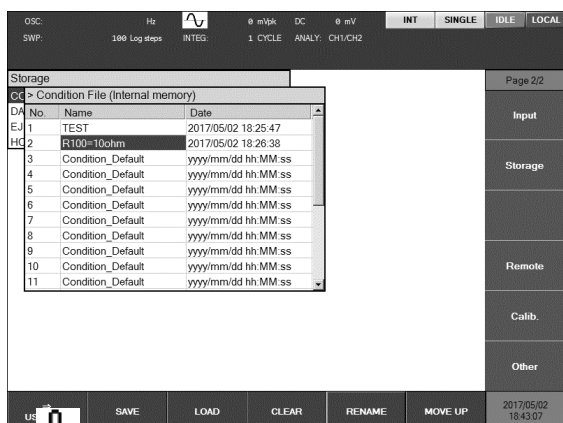 OSC: Hz 0 mVpk DC 0 mV INT SINGLE IDLE LOCAL
SWP: 100 Log steps INTEG: 1 CYCLE ANALY: CH1/CH2
Storage
Page 2/2
> Condition File (Internal memory)
No. Name Date
1 TEST 2017/05/02 18:25:47
2 R100=10ohm 2017/05/02 18:26:38
3 Condition_Default yyyy/mm/dd hh:MM:ss
4 Condition_Default yyyy/mm/dd hh:MM:ss
5 Condition_Default yyyy/mm/dd hh:MM:ss
6 Condition_Default yyyy/mm/dd hh:MM:ss
7 Condition_Default yyyy/mm/dd hh:MM:ss
8 Condition_Default yyyy/mm/dd hh:MM:ss
9 Condition_Default yyyy/mm/dd hh:MM:ss
10 Condition_Default yyyy/mm/dd hh:MM:ss
11 Condition_Default yyyy/mm/dd hh:MM:ss
Input
Storage
Remote
Calib.
Other
SAVE LOAD CLEAR RENAME MOVE UP
2017/05/02
18:43:07